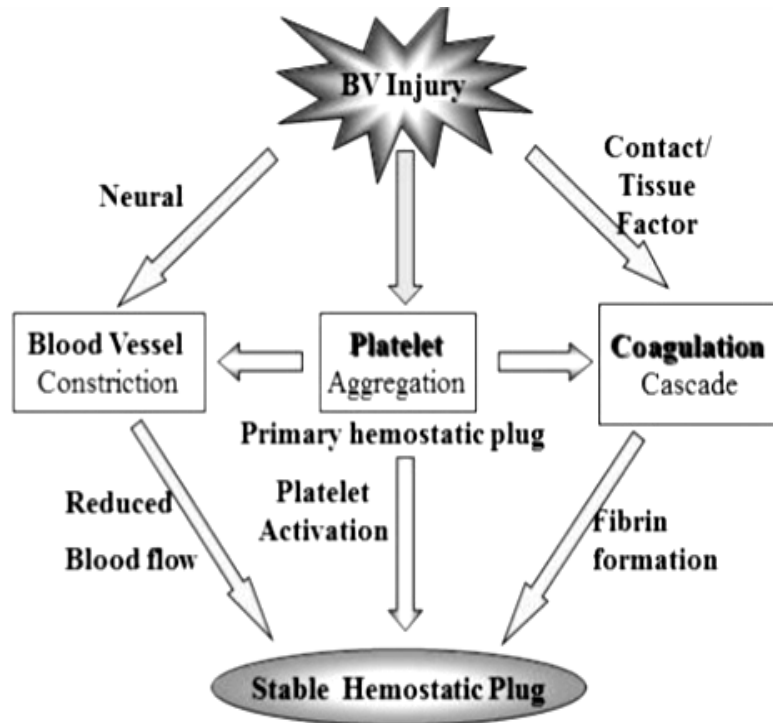 BV Injury
Neural
Contact/
Tissue
Factor
Blood Vessel
Constriction
Platelet
Aggregation
Coagulation
Cascade
Primary hemostatic plug
Reduced
Blood flow
Platelet
Activation
Fibrin
formation
Stable Hemostatic Plug